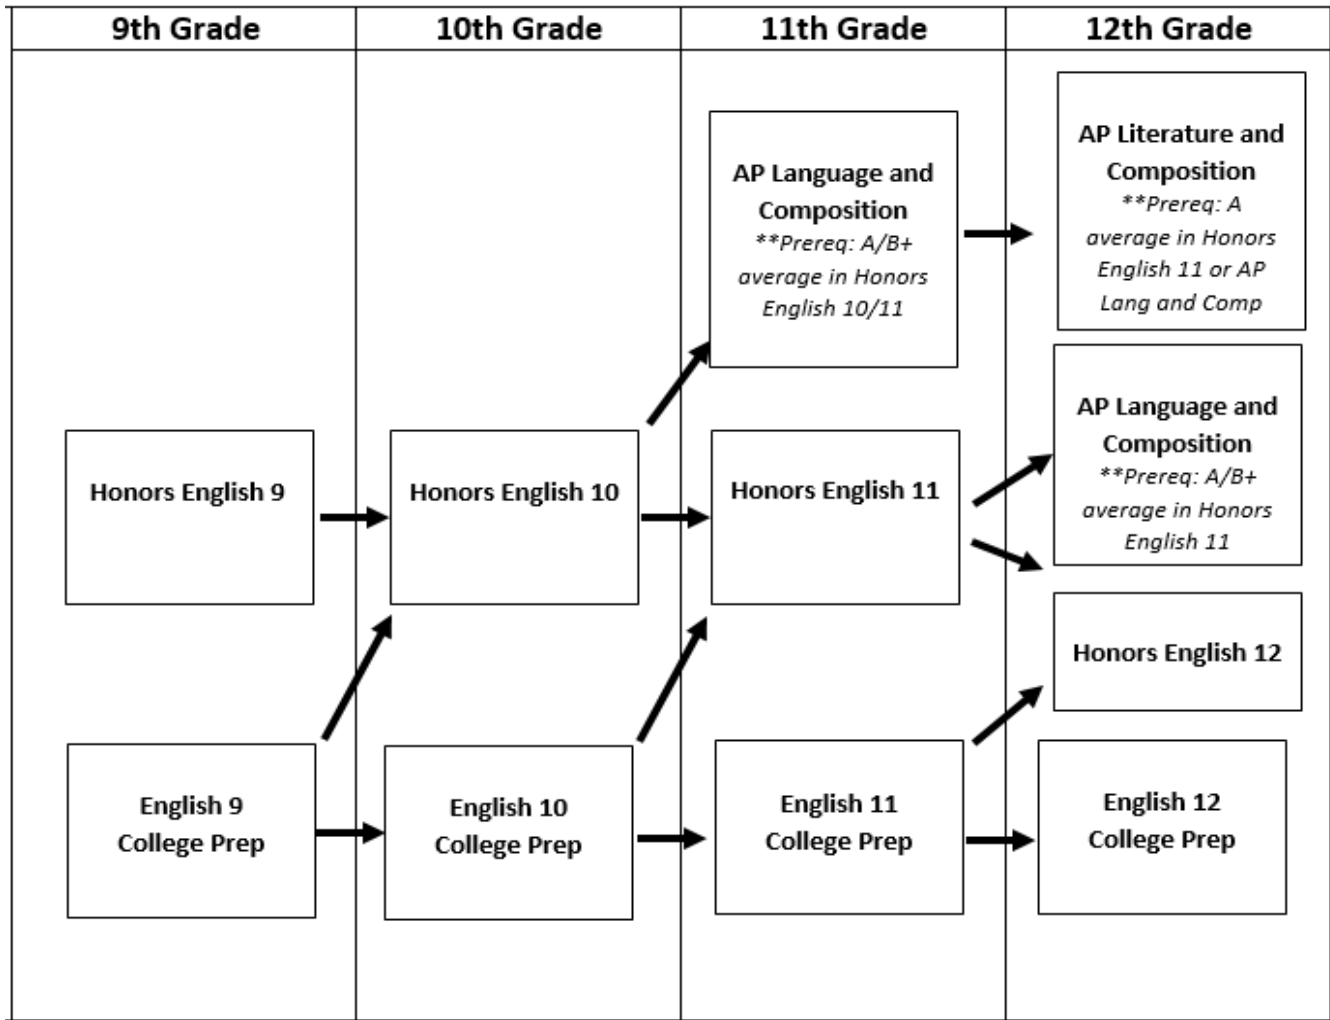 9th Grade
10th Grade
11th Grade
12th Grade
AP Language and
Composition
**Prereq: A/B+
average in Honors
English 10/11
AP Literature and
Composition
**Prereq: A
average in Honors
English 11 or AP
Lang and Comp
Honors English 9
Honors English 10
Honors English 11
AP Language and
Composition
**Prereq: A/B+
average in Honors
English 11
Honors English 12
English 9
College Prep
English 10
College Prep
English 11
College Prep
English 12
College Prep